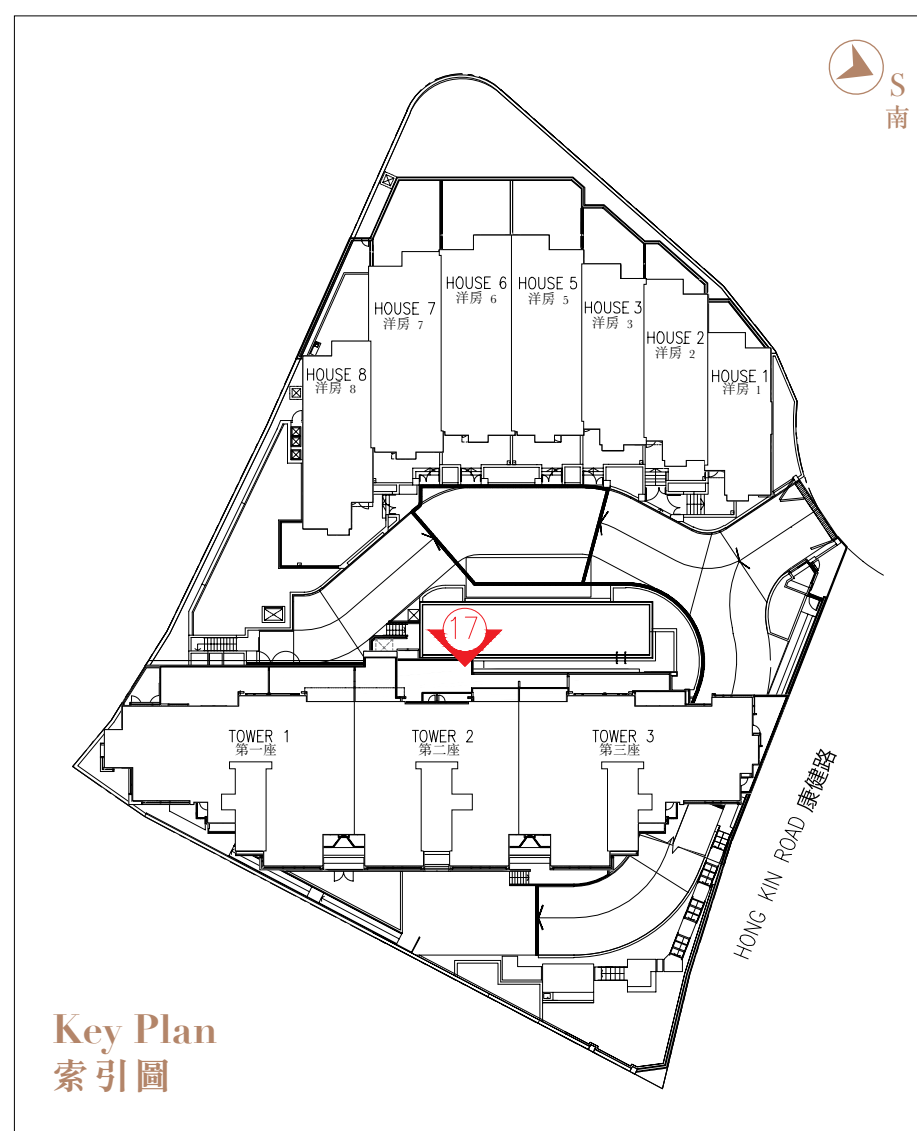 S
南
HOUSE 6
洋房 6
HOUSE 5
洋房 5
HOUSE 7
洋房 7
HOUSE 3
洋房 3
HOUSE 2
洋房 2
HOUSE 8
洋房 8
HOUSE 1
洋房 1
17
TOWER 1
第一座
TOWER 2
第二座
TOWER 3
第三座
HONG KIN ROAD 康健路
Key Plan
索引圖